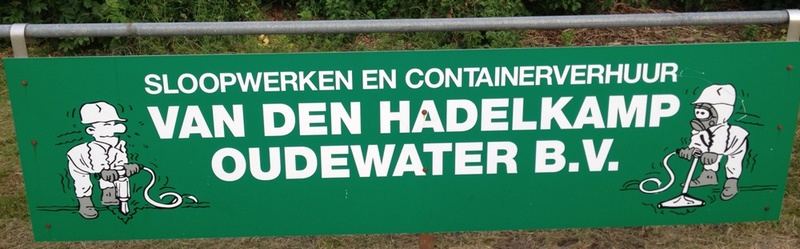 SLOOPWERKEN EN CONTAINERVERHUUR
VAN DEN HADELKAMP
OUDEWATER B.V.